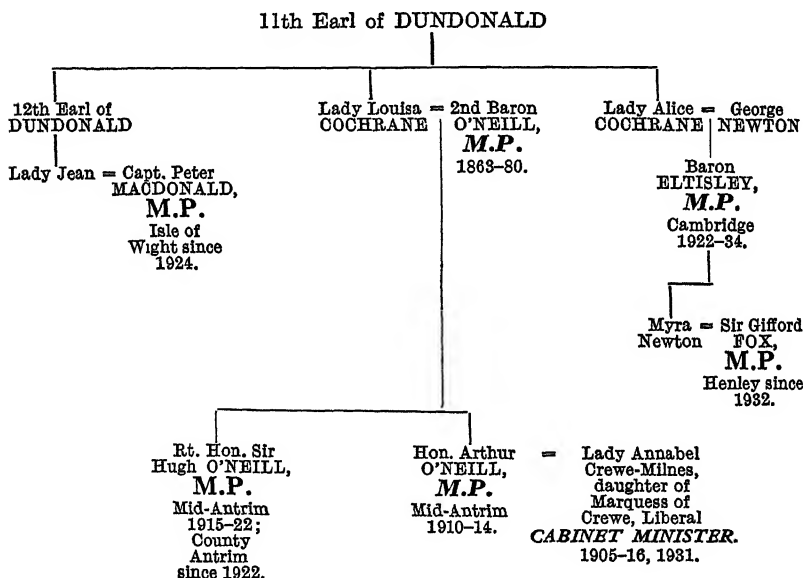 11th Earl of DUNDONALD
12th Earl of
DUNDONALD
Lady Jean = Capt. Peter
MACDONALD,
M.P.
Isle of
Wight since
1924.
Lady Louisa = 2nd Baron
COCHRANE O'NEILL,
M.P.
1863-80.
Lady Alice = George
COCHRANE NEWTON
Baron
ELTISLEY,
M.P.
Cambridge
1922-34.
Myra = Sir Gifford
Newton FOX,
M.P.
Henley since
1932.
Rt. Hon. Sir
Hugh O'NEILL,
M.P.
Mid-Antrim
1915-22;
County
Antrim
since 1922.
Hon. Arthur =
O'NEILL,
M.P.
Mid-Antrim
1910-14.
Lady Annabel
Crewe-Milnes,
daughter of
Marquess of
Crewe, Liberal
CABINET MINISTER.
1905-16, 1931.